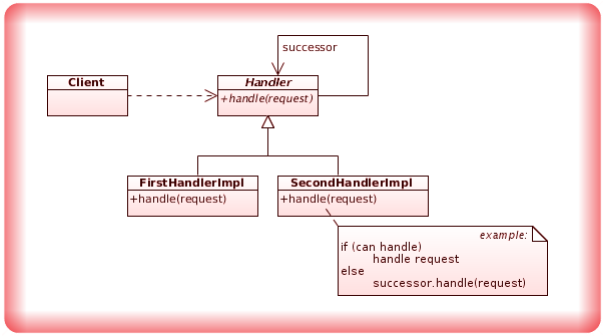 successor
Client
Handler
+handle(request)
FirstHandlerImpl
+handle(request)
SecondHandlerImpl
+handle(request)
example:
if (can handle)
handle request
else
successor.handle(request)